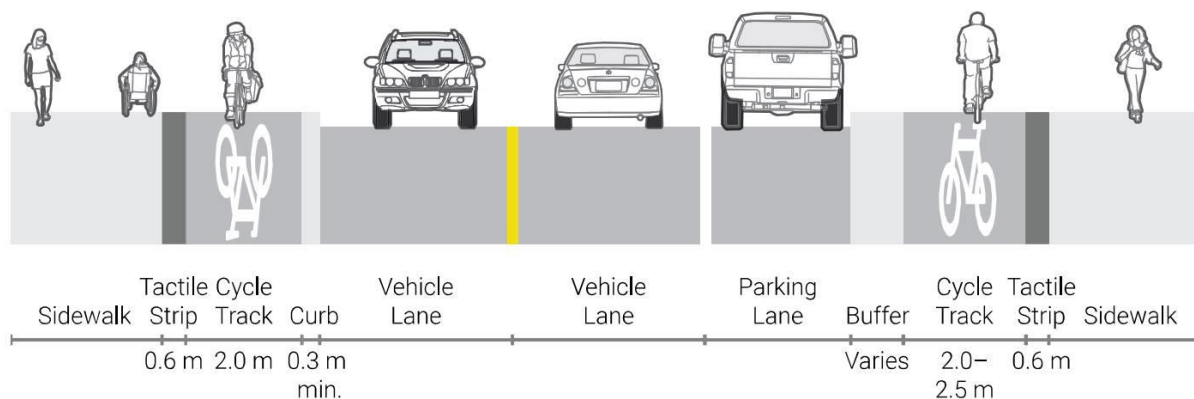 Sidewalk
Tactile
Strip
Cycle
Track
Curb
Vehicle
Lane
Vehicle
Lane
Parking
Lane
Buffer
Cycle
Track
Tactile
Strip
Sidewalk
0.6 m
2.0 m
0.3 m
min.
Varies
2.0–
2.5 m
0.6 m